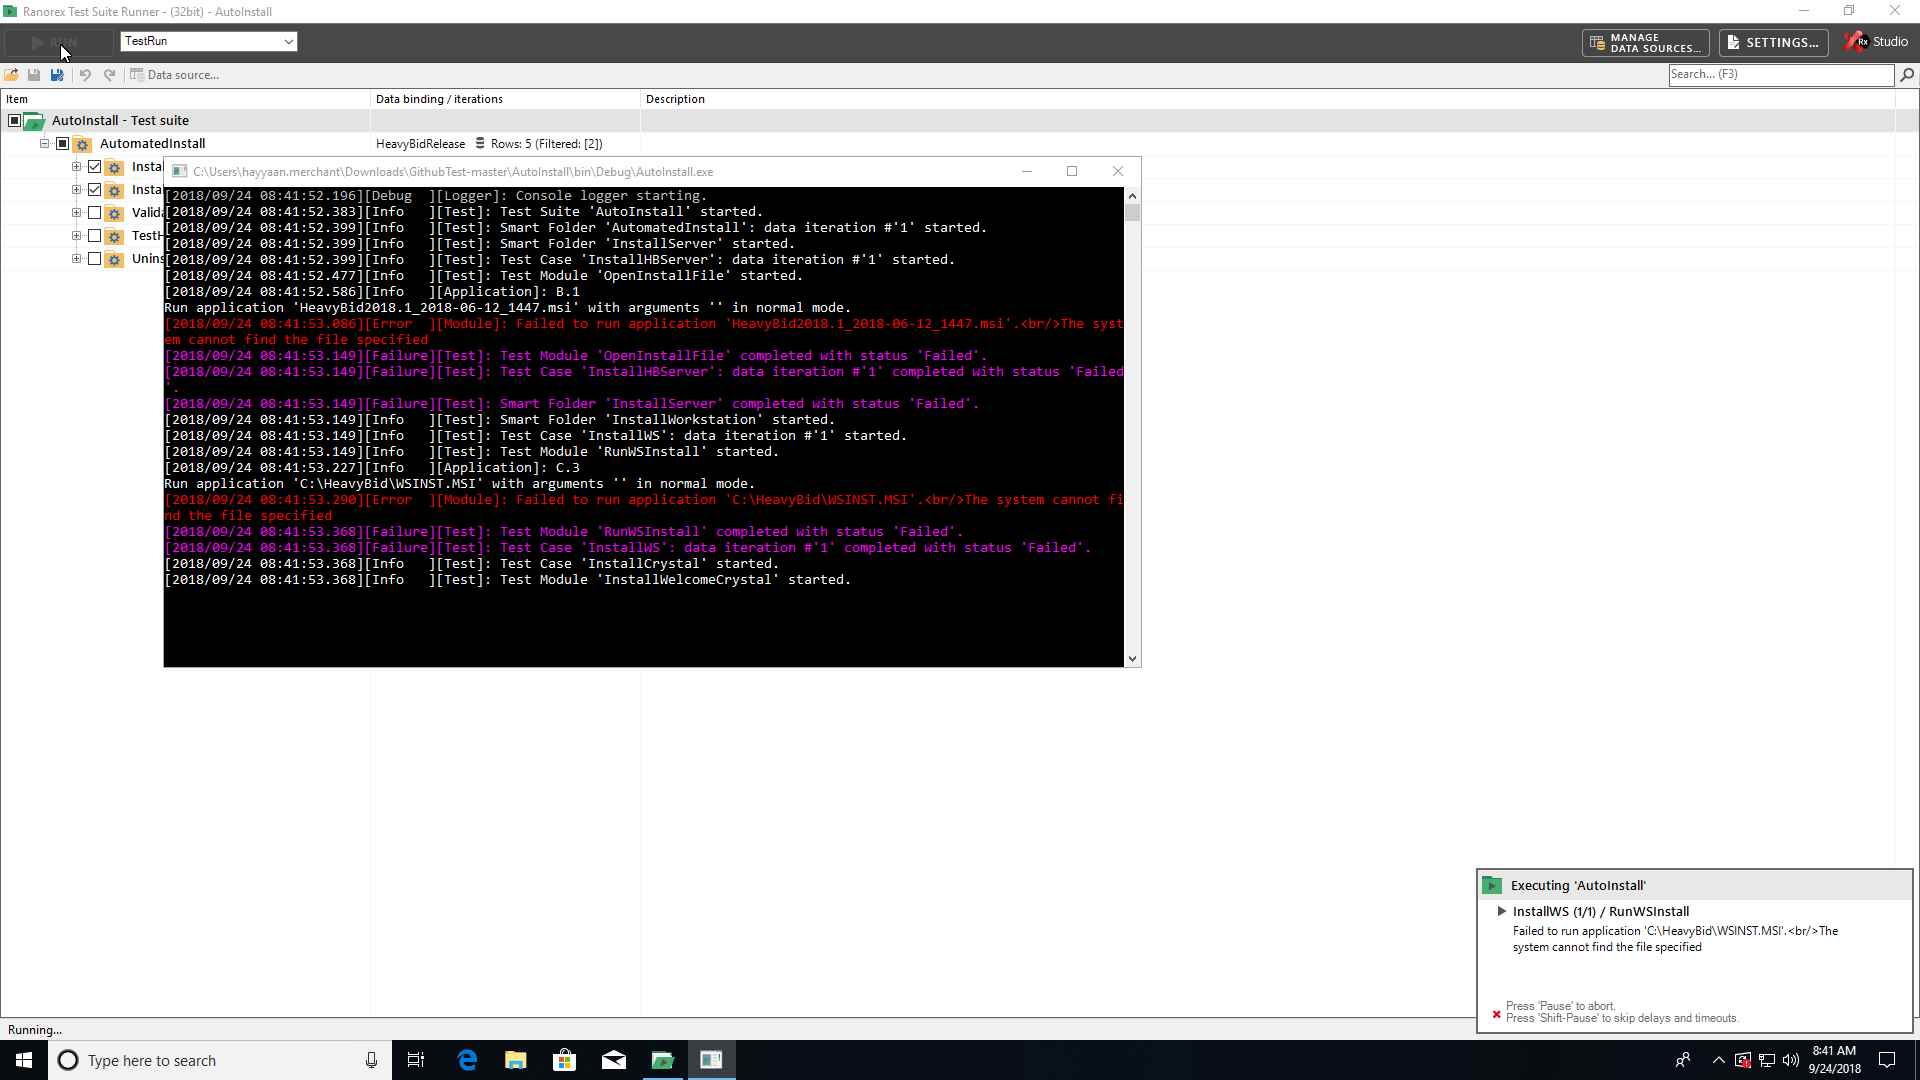 Ranorex Test Suite Runner - (32bit) - AutoInstall
RUN
TestRun
MANAGE
DATA SOURCES...
SETTINGS...
Rx Studio
Data source...
Search... (F3)
Item Data binding / iterations Description
AutoInstall - Test suite
AutomatedInstall HeavyBidRelease Rows: 5 (Filtered: [2])
Instal
Instal
Valida
TestH
Unins
C:\Users\hayyaan.merchant\Downloads\GithubTest-master\AutoInstall\bin\Debug\AutoInstall.exe
[2018/09/24 08:41:52.196][Debug  ][Logger]: Console logger starting.
[2018/09/24 08:41:52.383][Info   ][Test]: Test Suite 'AutoInstall' started.
[2018/09/24 08:41:52.399][Info   ][Test]: Smart Folder 'AutomatedInstall': data iteration #'1' started.
[2018/09/24 08:41:52.399][Info   ][Test]: Smart Folder 'InstallServer' started.
[2018/09/24 08:41:52.399][Info   ][Test]: Test Case 'InstallHBServer': data iteration #'1' started.
[2018/09/24 08:41:52.477][Info   ][Test]: Test Module 'OpenInstallFile' started.
[2018/09/24 08:41:52.586][Info   ][Application]: B.1
Run application 'HeavyBid2018.1_2018-06-12_1447.msi' with arguments '' in normal mode.
[2018/09/24 08:41:53.086][Error  ][Module]: Failed to run application 'HeavyBid2018.1_2018-06-12_1447.msi'.<br/>The syst
em cannot find the file specified
[2018/09/24 08:41:53.149][Failure][Test]: Test Module 'OpenInstallFile' completed with status 'Failed'.
[2018/09/24 08:41:53.149][Failure][Test]: Test Case 'InstallHBServer': data iteration #'1' completed with status 'Failed
'.
[2018/09/24 08:41:53.149][Failure][Test]: Smart Folder 'InstallServer' completed with status 'Failed'.
[2018/09/24 08:41:53.149][Info   ][Test]: Smart Folder 'InstallWorkstation' started.
[2018/09/24 08:41:53.149][Info   ][Test]: Test Case 'InstallWS': data iteration #'1' started.
[2018/09/24 08:41:53.149][Info   ][Test]: Test Module 'RunWSInstall' started.
[2018/09/24 08:41:53.227][Info   ][Application]: C.3
Run application 'C:\HeavyBid\WSINST.MSI' with arguments '' in normal mode.
[2018/09/24 08:41:53.290][Error  ][Module]: Failed to run application 'C:\HeavyBid\WSINST.MSI'.<br/>The system cannot fi
nd the file specified
[2018/09/24 08:41:53.368][Failure][Test]: Test Module 'RunWSInstall' completed with status 'Failed'.
[2018/09/24 08:41:53.368][Failure][Test]: Test Case 'InstallWS': data iteration #'1' completed with status 'Failed'.
[2018/09/24 08:41:53.368][Info   ][Test]: Test Case 'InstallCrystal' started.
[2018/09/24 08:41:53.368][Info   ][Test]: Test Module 'InstallWelcomeCrystal' started.
Executing 'AutoInstall'
InstallWS (1/1) / RunWSInstall
Failed to run application 'C:\HeavyBid\WSINST.MSI'.<br/>The
system cannot find the file specified
Press 'Pause' to abort.
Press 'Shift-Pause' to skip delays and timeouts.
Running...
Type here to search
8:41 AM
9/24/2018